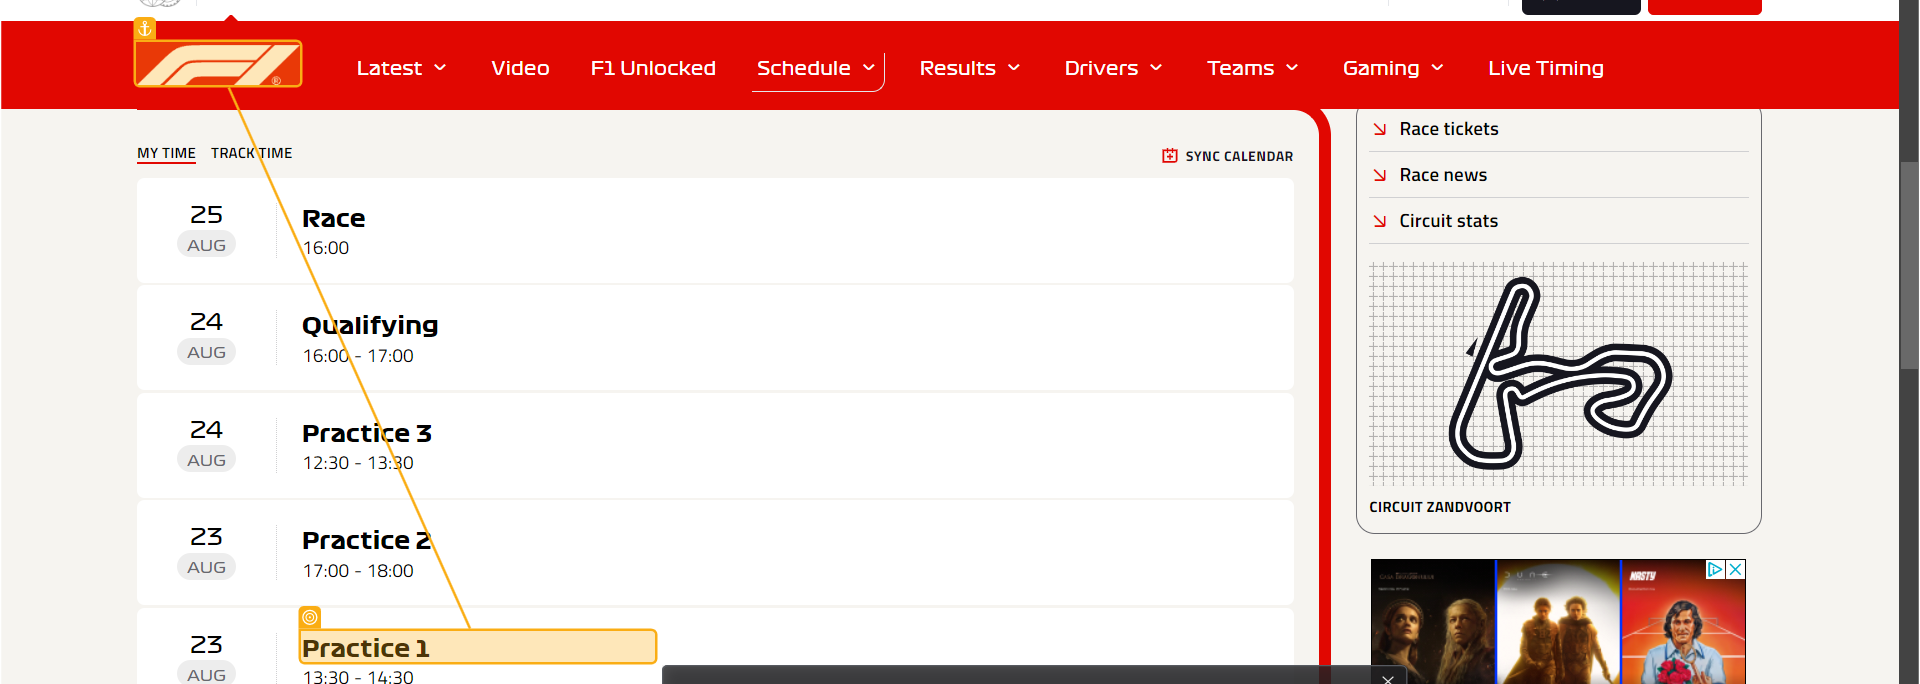 F1®
Latest
Video
F1 Unlocked
Schedule
Results
Drivers
Teams
Gaming
Live Timing
MY TIME
TRACK TIME
SYNC CALENDAR
25
AUG
Race
16:00
24
AUG
Qualifying
16:00 - 17:00
24
AUG
Practice 3
12:30 - 13:30
23
AUG
Practice 2
17:00 - 18:00
23
AUG
Practice 1
13:30 - 14:30
Race tickets
Race news
Circuit stats
CIRCUIT ZANDVOORT
NASTY